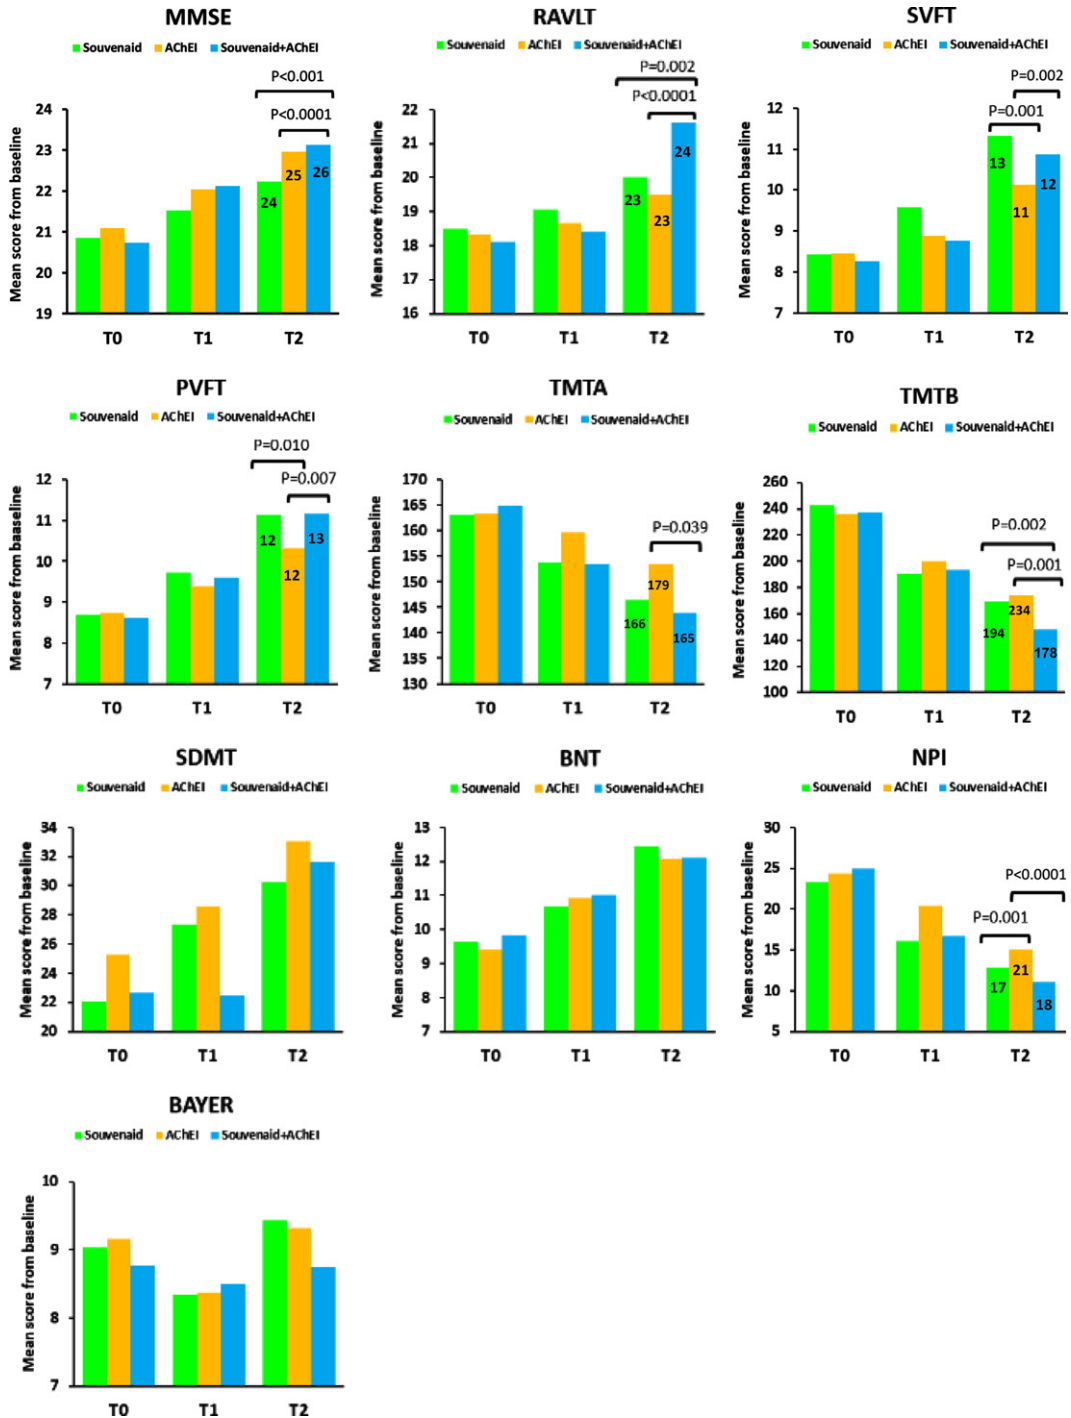 MMSE
Souvenaid AChEI Souvenaid+AChEI
P<0.001
P<0.0001
Mean score from baseline
24
23
22
21
20
19
24 25 26
T0 T1 T2
RAVLT
Souvenaid AChEI Souvenaid+AChEI
P=0.002
P<0.0001
Mean score from baseline
22
21
20
19
18
17
16
23 23 24
T0 T1 T2
SVFT
Souvenaid AChEI Souvenaid+AChEI
P=0.002
P=0.001
Mean score from baseline
12
11
10
9
8
7
13 11 12
T0 T1 T2
PVFT
Souvenaid AChEI Souvenaid+AChEI
P=0.010
P=0.007
Mean score from baaseline
12
11
10
9
8
7
12 12 13
T0 T1 T2
TMTA
Souvenaid AChEI Souvenaid+AChEI
P=0.039
Mean score from baseline
170
165
160
155
150
145
140
135
130
166 179 165
T0 T1 T2
TMTB
Souvenaid AChEI Souvenaid+AChEI
P=0.002
P=0.001
Mean score from baseline
240
220
200
180
160
140
120
100
194 234 178
T0 T1 T2
SDMT
Souvenaid AChEI Souvenaid+AChEI
Mean score from baseline
34
32
30
28
26
24
22
20
T0 T1 T2
BNT
Souvenaid AChEI Souvenaid+AChEI
Mean score from baseline
13
12
11
10
9
8
7
T0 T1 T2
NPI
Souvenaid AChEI Souvenaid+AChEI
P<0.0001
P=0.001
Mean score from baseline
30
25
20
15
10
5
17 21 18
T0 T1 T2
BAYER
Souvenaid AChEI Souvenaid+AChEI
Mean score from baseline
10
9
8
7
T0 T1 T2